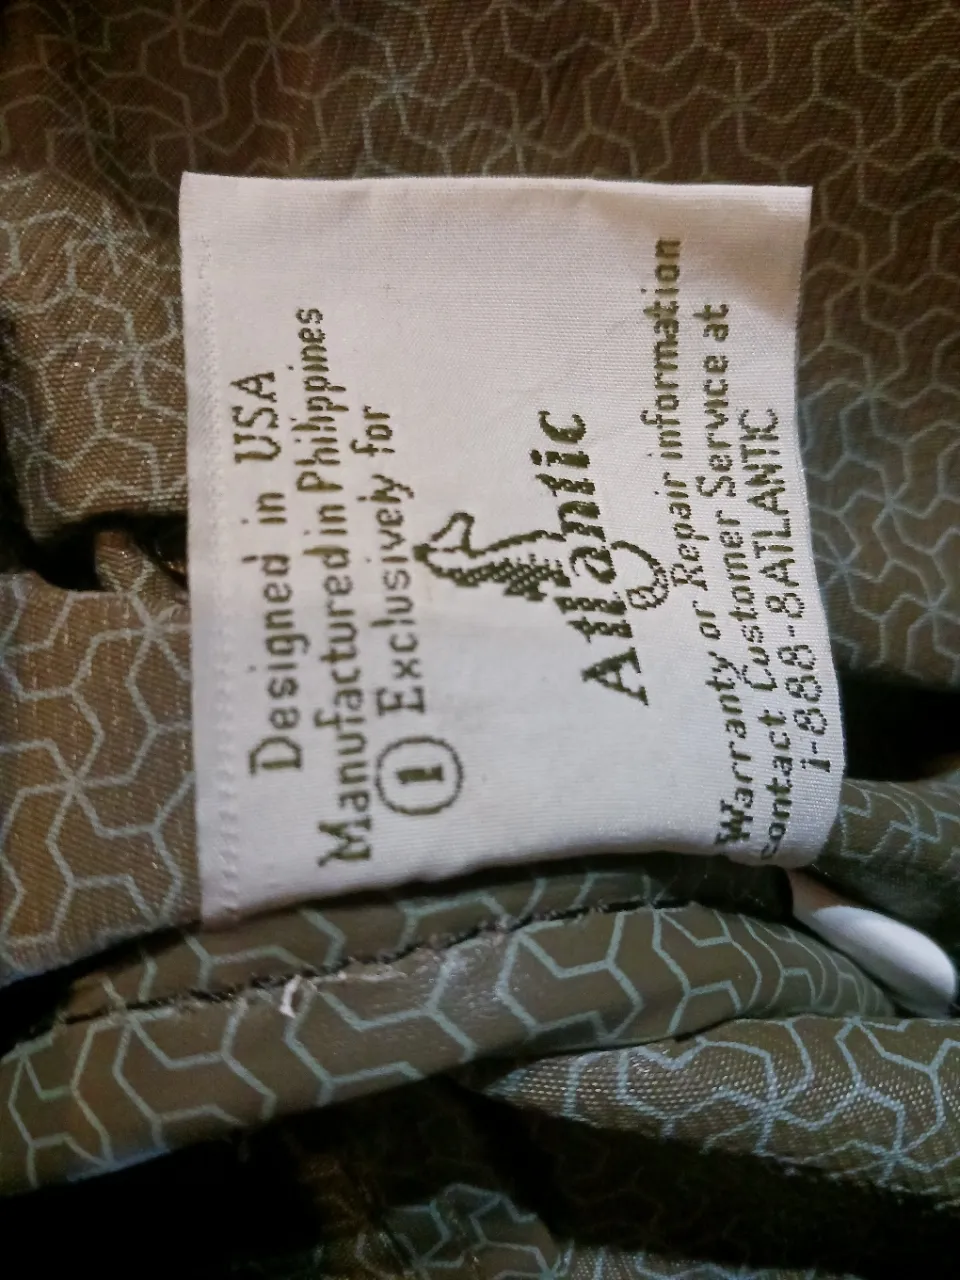 Designed in USA
Manufactured in Philippines
1 Exclusively for
Atlantic
®
Warranty or Repair information
contact Customer Service at
1-888-8ATLANTIC